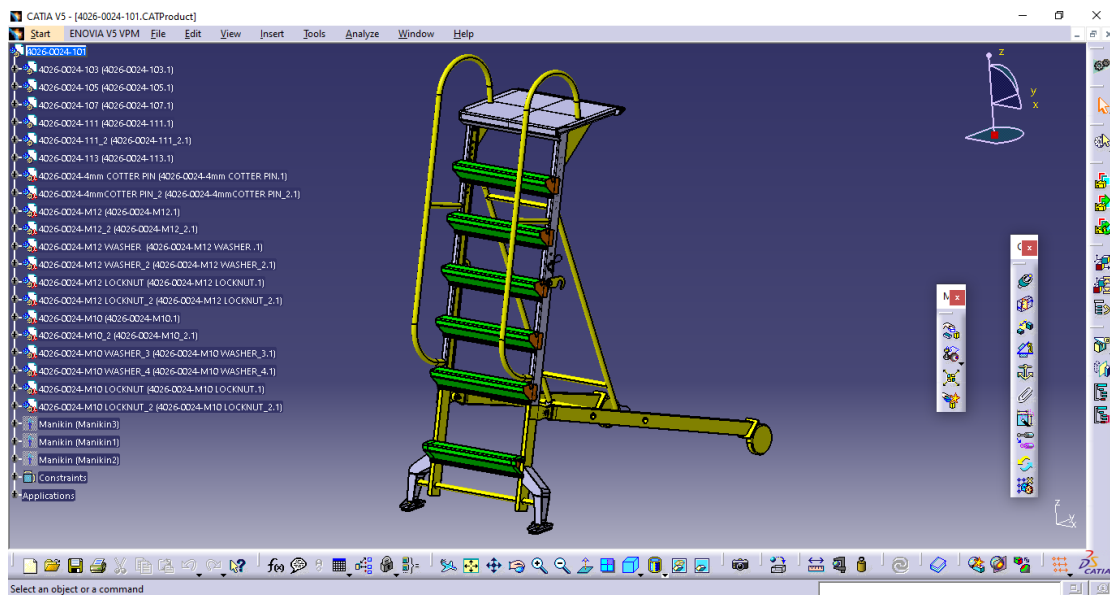 CATIA V5 - [4026-0024-101.CATProduct]
Start ENOVIA V5 VPM File Edit View Insert Tools Analyze Window Help
4026-0024-101
4026-0024-103 (4026-0024-103.1)
4026-0024-105 (4026-0024-105.1)
4026-0024-107 (4026-0024-107.1)
4026-0024-111 (4026-0024-111.1)
4026-0024-111_2 (4026-0024-111_2.1)
4026-0024-113 (4026-0024-113.1)
4026-0024-4mm COTTER PIN (4026-0024-4mm COTTER PIN.1)
4026-0024-4mmCOTTER PIN_2 (4026-0024-4mmCOTTER PIN_2.1)
4026-0024-M12 (4026-0024-M12.1)
4026-0024-M12_2 (4026-0024-M12_2.1)
4026-0024-M12 WASHER (4026-0024-M12 WASHER .1)
4026-0024-M12 WASHER_2 (4026-0024-M12 WASHER_2.1)
4026-0024-M12 LOCKNUT (4026-0024-M12 LOCKNUT.1)
4026-0024-M12 LOCKNUT_2 (4026-0024-M12 LOCKNUT_2.1)
4026-0024-M10 (4026-0024-M10.1)
4026-0024-M10_2 (4026-0024-M10_2.1)
4026-0024-M10 WASHER_3 (4026-0024-M10 WASHER_3.1)
4026-0024-M10 WASHER_4 (4026-0024-M10 WASHER_4.1)
4026-0024-M10 LOCKNUT (4026-0024-M10 LOCKNUT.1)
4026-0024-M10 LOCKNUT_2 (4026-0024-M10 LOCKNUT_2.1)
Manikin (Manikin3)
Manikin (Manikin1)
Manikin (Manikin2)
Constraints
Applications
z
y
x
M
z
x
f(x)
CATIA
Select an object or a command